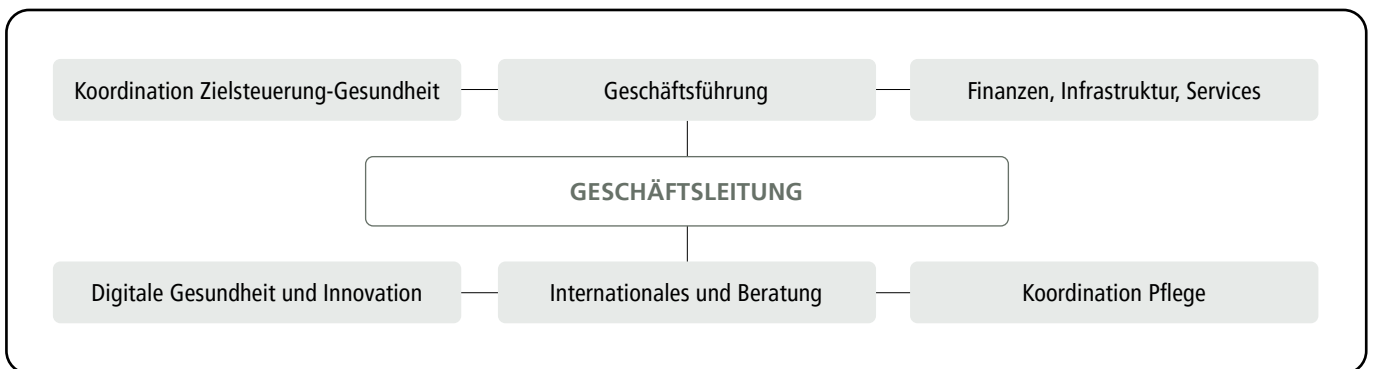 Koordination Zielsteuerung-Gesundheit
Geschäftsführung
Finanzen, Infrastruktur, Services
GESCHÄFTSLEITUNG
Digitale Gesundheit und Innovation
Internationales und Beratung
Koordination Pflege